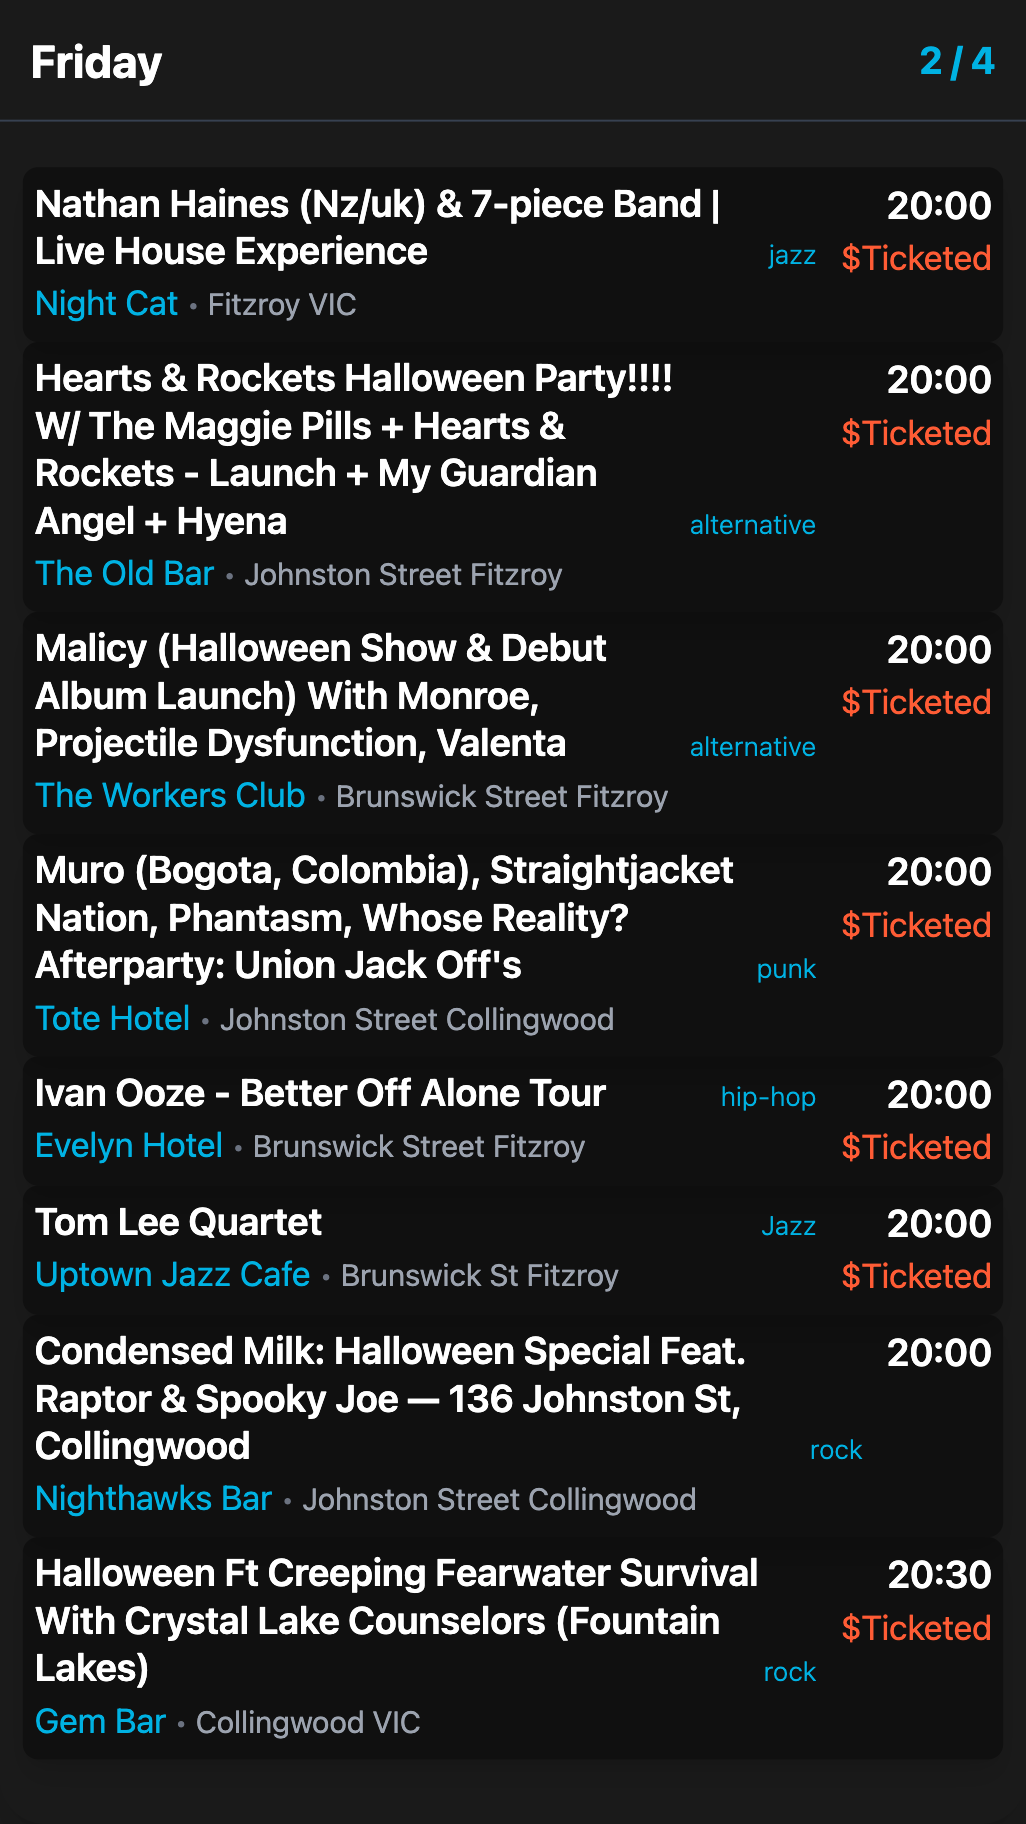 Friday
2 / 4
Nathan Haines (Nz/uk) & 7-piece Band |
Live House Experience
jazz
20:00
$Ticketed
Night Cat • Fitzroy VIC
Hearts & Rockets Halloween Party!!!!
W/ The Maggie Pills + Hearts &
Rockets - Launch + My Guardian
Angel + Hyena
alternative
20:00
$Ticketed
The Old Bar • Johnston Street Fitzroy
Malicy (Halloween Show & Debut
Album Launch) With Monroe,
Projectile Dysfunction, Valenta
alternative
20:00
$Ticketed
The Workers Club • Brunswick Street Fitzroy
Muro (Bogota, Colombia), Straightjacket
Nation, Phantasm, Whose Reality?
Afterparty: Union Jack Off's
punk
20:00
$Ticketed
Tote Hotel • Johnston Street Collingwood
Ivan Ooze - Better Off Alone Tour
hip-hop
20:00
Evelyn Hotel • Brunswick Street Fitzroy
$Ticketed
Tom Lee Quartet
Jazz
20:00
Uptown Jazz Cafe • Brunswick St Fitzroy
$Ticketed
Condensed Milk: Halloween Special Feat.
Raptor & Spooky Joe — 136 Johnston St,
Collingwood
rock
20:00
Nighthawks Bar • Johnston Street Collingwood
Halloween Ft Creeping Fearwater Survival
With Crystal Lake Counselors (Fountain
Lakes)
rock
20:30
$Ticketed
Gem Bar • Collingwood VIC